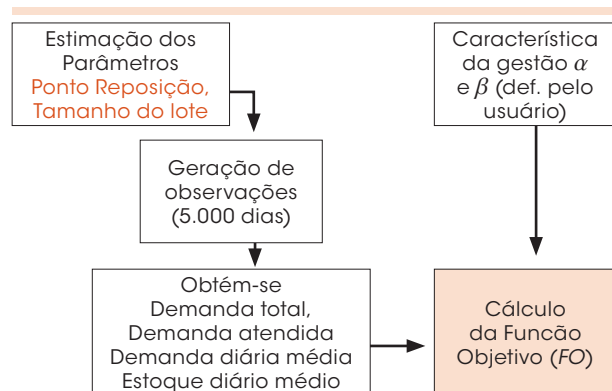 Estimação dos
Parâmetros
Ponto Reposição,
Tamanho do lote
Característica
da gestão α
e β (def. pelo
usuário)
Geração de
observações
(5.000 dias)
Obtém-se
Demanda total,
Demanda atendida
Demanda diária média
Estoque diário médio
Cálculo
da Funcão
Objetivo (FO)